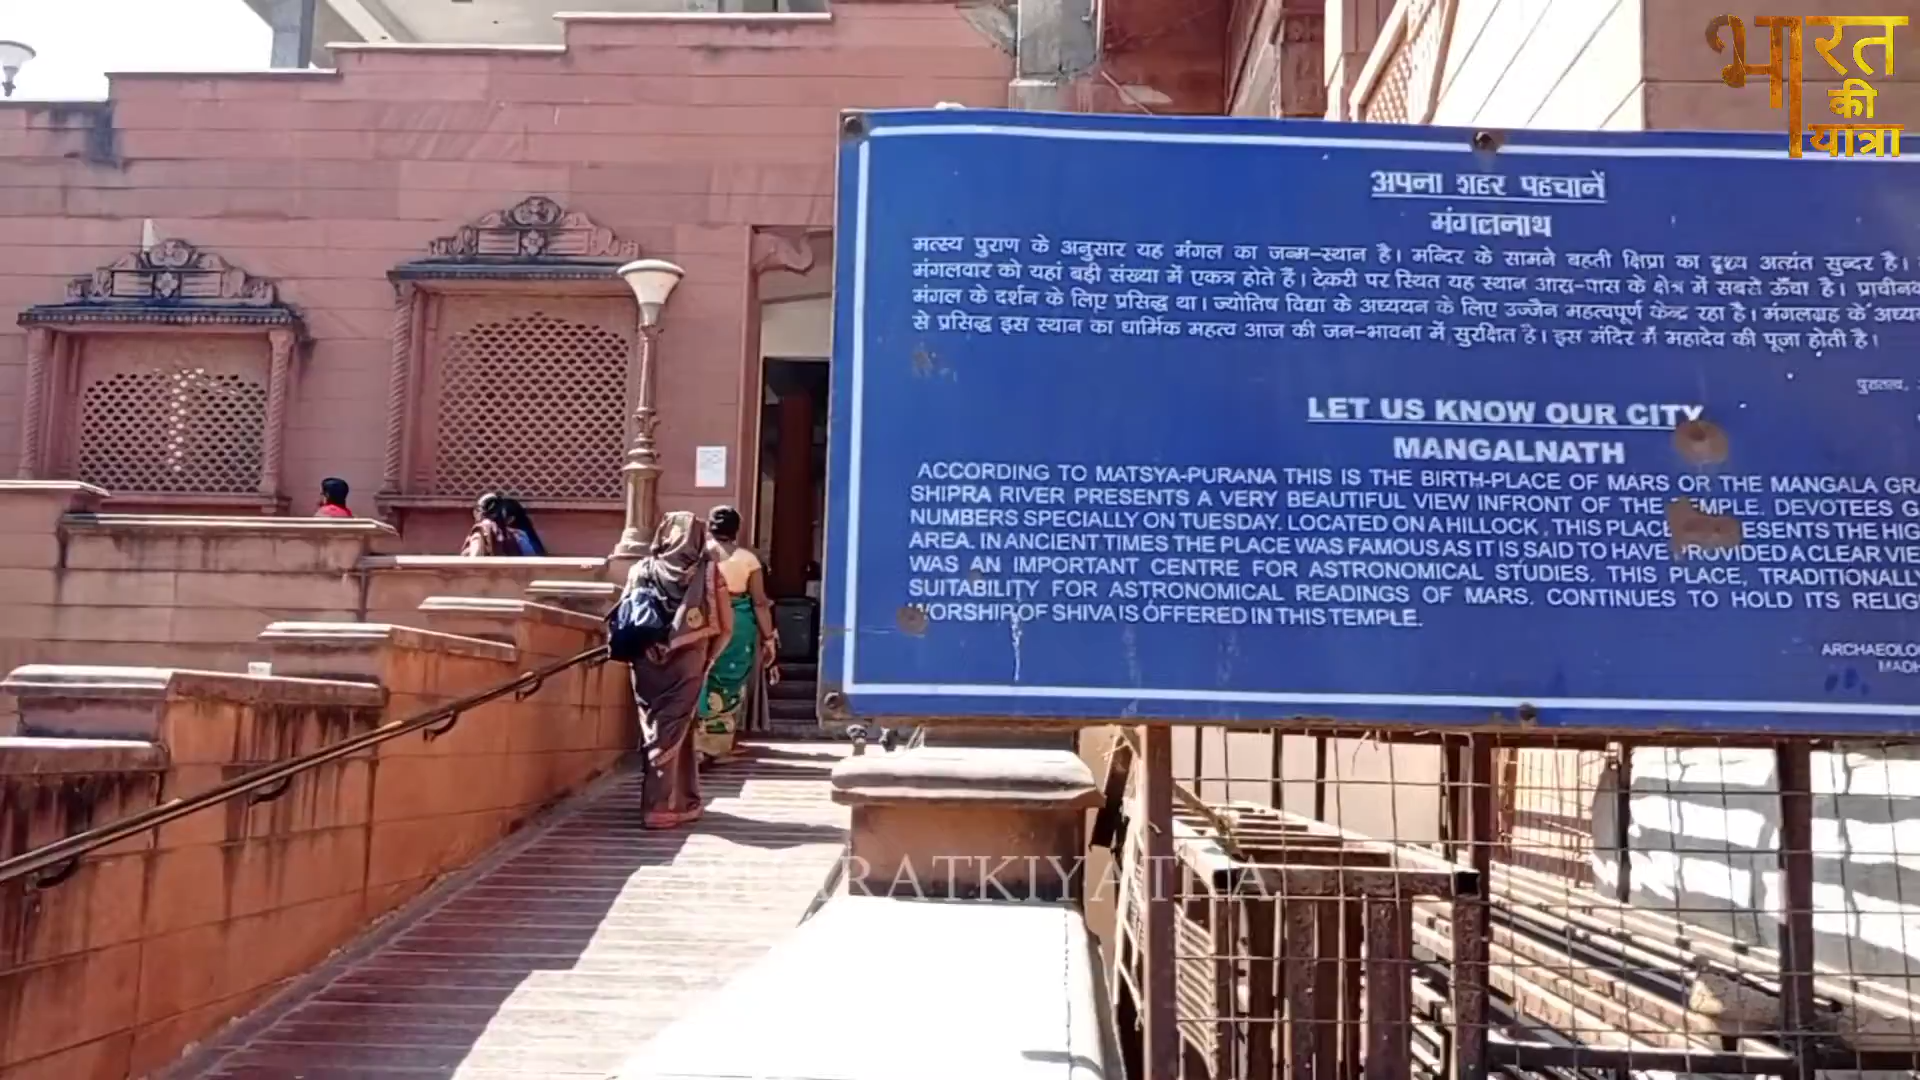 भारत
की
यात्रा
अपना शहर पहचानें
मंगलनाथ
मत्स्य पुराण के अनुसार यह मंगल का जन्म-स्थान है। मन्दिर के सामने बहती क्षिप्रा का दृश्य अत्यंत सुन्दर है।
मंगलवार को यहां बड़ी संख्या में एकत्र होते हैं। टेकरी पर स्थित यह स्थान आस-पास के क्षेत्र में सबसे ऊँचा है।
मंगल के दर्शन के लिए प्रसिद्ध था। ज्योतिष विद्या के अध्ययन के लिए उज्जैन महत्वपूर्ण केन्द्र रहा है। मंगलग्रह के
से प्रसिद्ध इस स्थान का धार्मिक महत्व आज की जन-भावना में सुरक्षित है। इस मंदिर में महादेव की पूजा होती है।
पुरातत्व,
LET US KNOW OUR CITY
MANGALNATH
ACCORDING TO MATSYA-PURANA THIS IS THE BIRTH-PLACE OF MARS OR THE MANGALA
SHIPRA RIVER PRESENTS A VERY BEAUTIFUL VIEW INFRONT OF THE TEMPLE. DEVOTEES
NUMBERS SPECIALLY ON TUESDAY. LOCATED ON A HILLOCK, THIS PLACE THE
AREA. IN ANCIENT TIMES THE PLACE WAS FAMOUS AS IT IS SAID TO HAVE PROVIDED A CLEAR
WAS AN IMPORTANT CENTRE FOR ASTRONOMICAL STUDIES. THIS PLACE, TRADITIONALLY
SUITABILITY FOR ASTRONOMICAL READINGS OF MARS. CONTINUES TO HOLD ITS
WORSHIP OF SHIVA IS OFFERED IN THIS TEMPLE.
BHARATKIYATRA